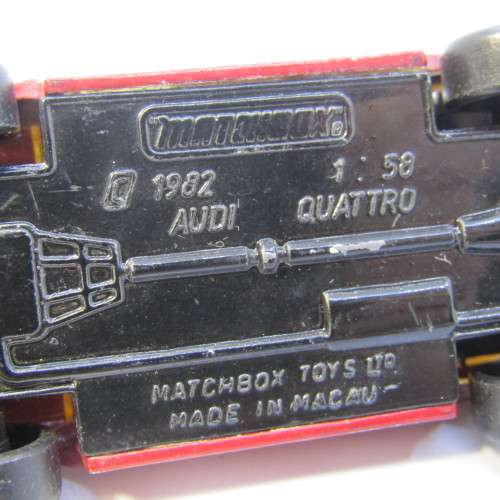 "MATCHBOX"®
© 1982 1:58
AUDI QUATTRO
MATCHBOX TOYS LTD
MADE IN MACAU